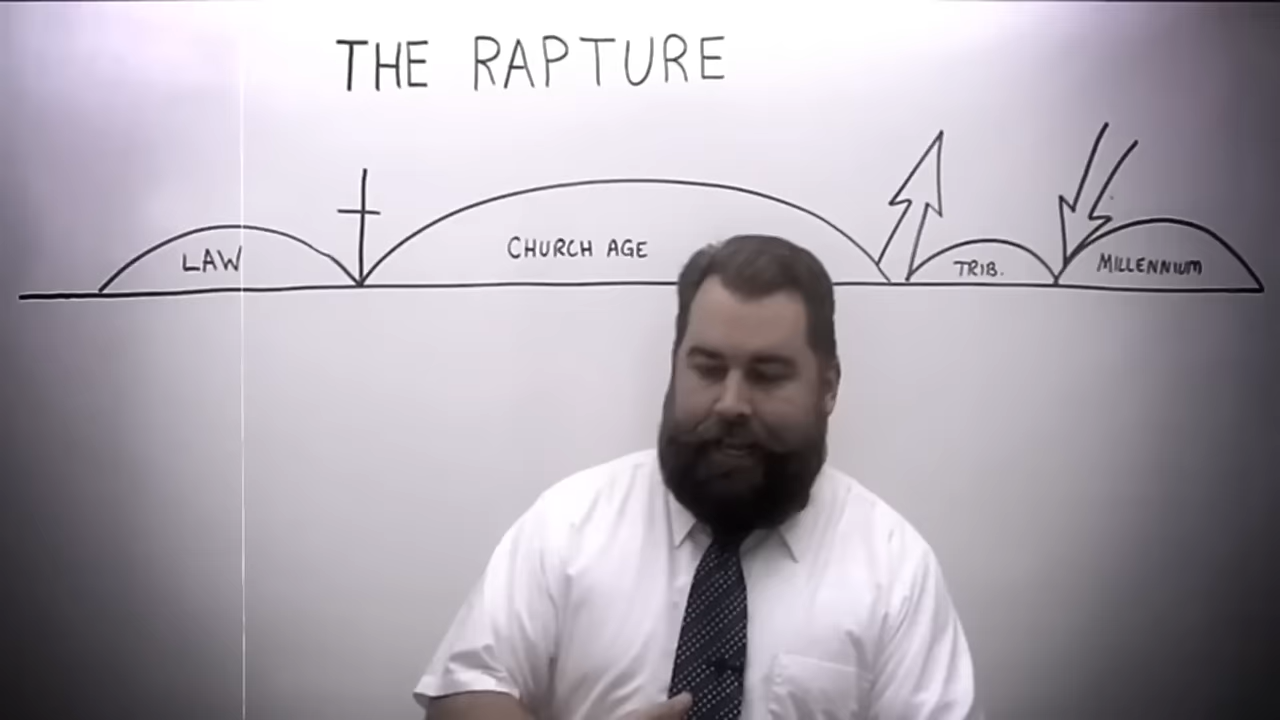 THE RAPTURE
LAW
CHURCH AGE
TRIB.
MILLENNIUM